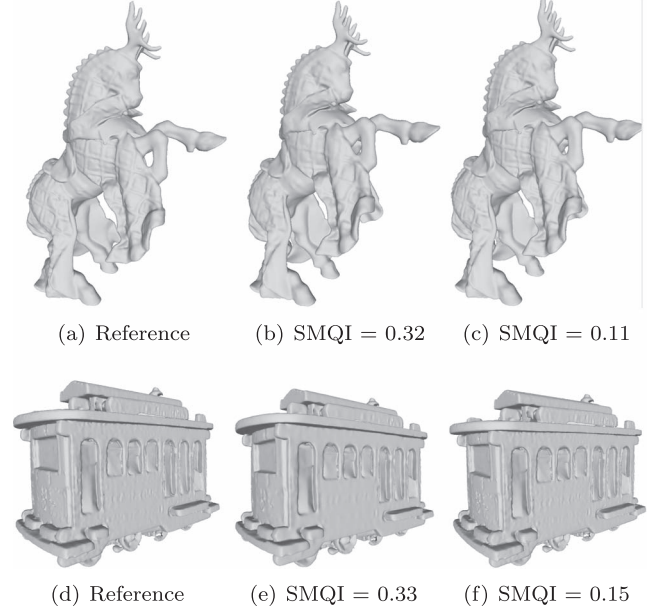 (a) Reference (b) SMQI = 0.32 (c) SMQI = 0.11
(d) Reference (e) SMQI = 0.33 (f) SMQI = 0.15